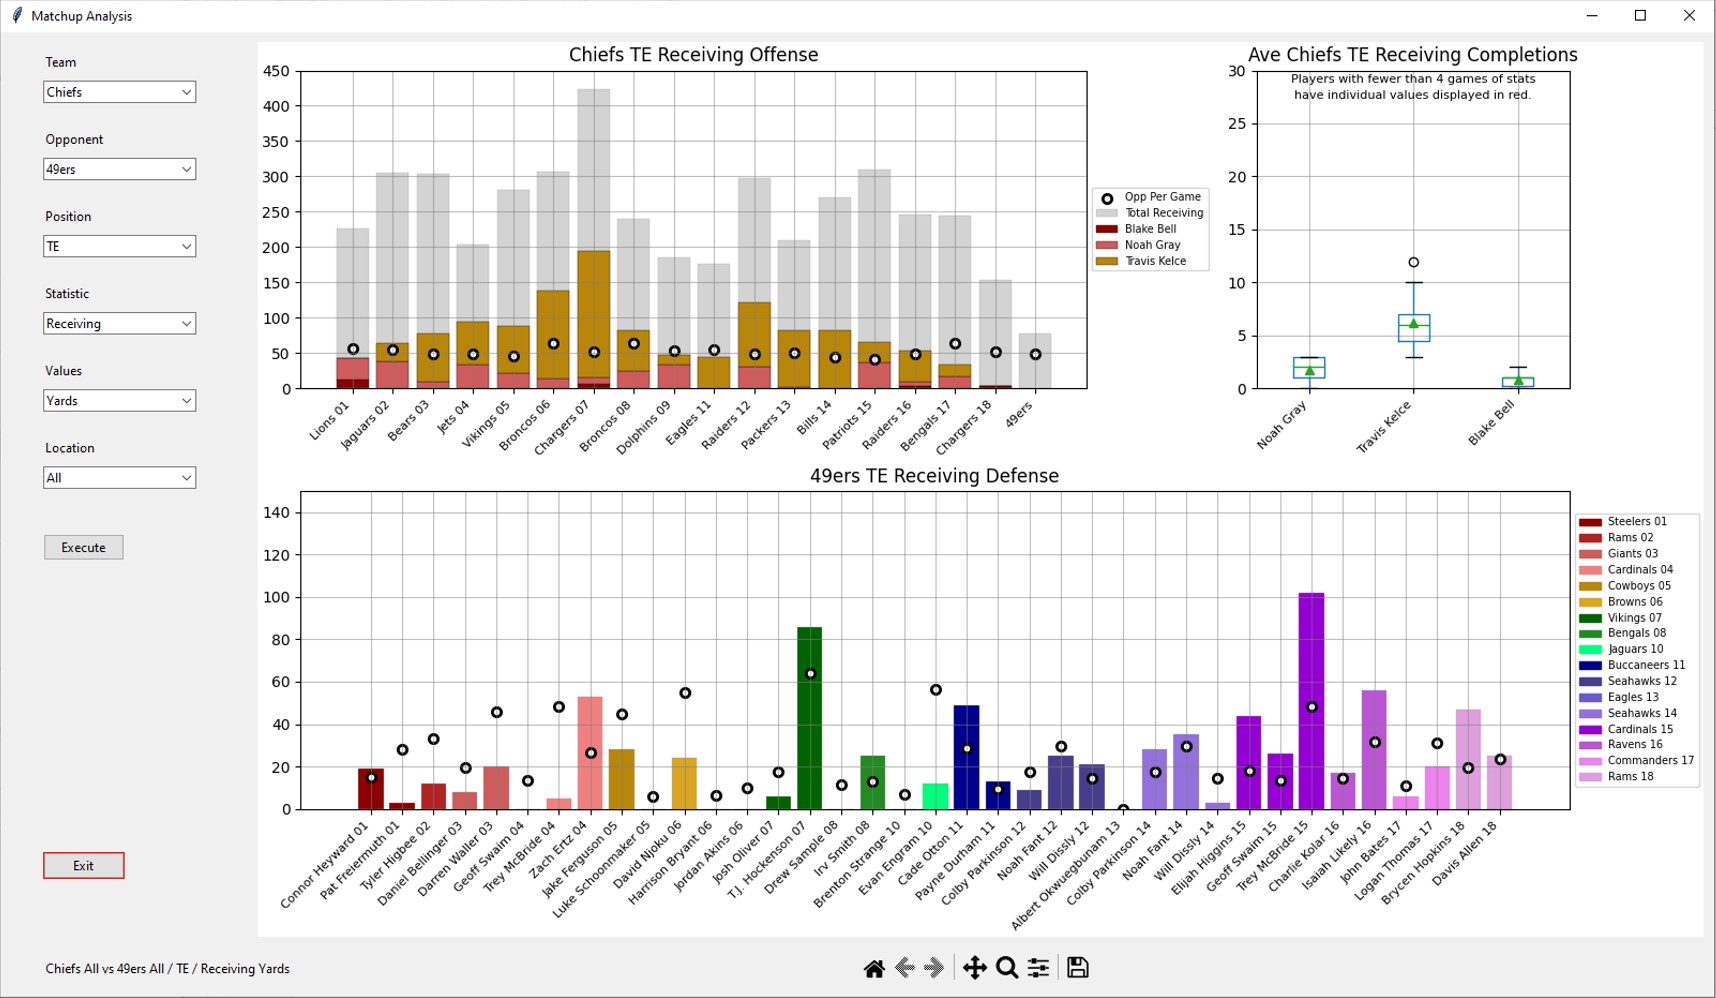 Matchup Analysis
Team
Chiefs
Opponent
49ers
Position
TE
Statistic
Receiving
Values
Yards
Location
All
Execute
Exit
Chiefs All vs 49ers All / TE / Receiving Yards
Chiefs TE Receiving Offense
450
400
350
300
250
200
150
100
50
0
Lions 01
Jaguars 02
Bears 03
Jets 04
Vikings 05
Broncos 06
Chargers 07
Broncos 08
Dolphins 09
Eagles 11
Raiders 12
Packers 13
Bills 14
Patriots 15
Raiders 16
Bengals 17
Chargers 18
49ers
Opp Per Game
Total Receiving
Blake Bell
Noah Gray
Travis Kelce
Ave Chiefs TE Receiving Completions
Players with fewer than 4 games of stats
have individual values displayed in red.
30
25
20
15
10
5
0
Noah Gray
Travis Kelce
Blake Bell
49ers TE Receiving Defense
140
120
100
80
60
40
20
0
Connor Heyward 01
Pat Freiermuth 01
Tyler Higbee 02
Daniel Bellinger 03
Darren Waller 03
Geoff Swaim 04
Trey McBride 04
Zach Ertz 04
Jake Ferguson 05
Luke Schoonmaker 05
David Njoku 06
Harrison Bryant 06
Jordan Akins 06
Josh Oliver 07
T.J. Hockenson 07
Drew Sample 08
Irv Smith 08
Brenton Strange 10
Evan Engram 10
Cade Otton 11
Payne Durham 11
Colby Parkinson 12
Noah Fant 12
Will Dissly 12
Albert Okwuegbunam 13
Colby Parkinson 14
Noah Fant 14
Will Dissly 14
Elijah Higgins 15
Geoff Swaim 15
Trey McBride 15
Charlie Kolar 16
Isaiah Likely 16
John Bates 17
Logan Thomas 17
Brycen Hopkins 18
Davis Allen 18
Steelers 01
Rams 02
Giants 03
Cardinals 04
Cowboys 05
Browns 06
Vikings 07
Bengals 08
Jaguars 10
Buccaneers 11
Seahawks 12
Eagles 13
Seahawks 14
Cardinals 15
Ravens 16
Commanders 17
Rams 18